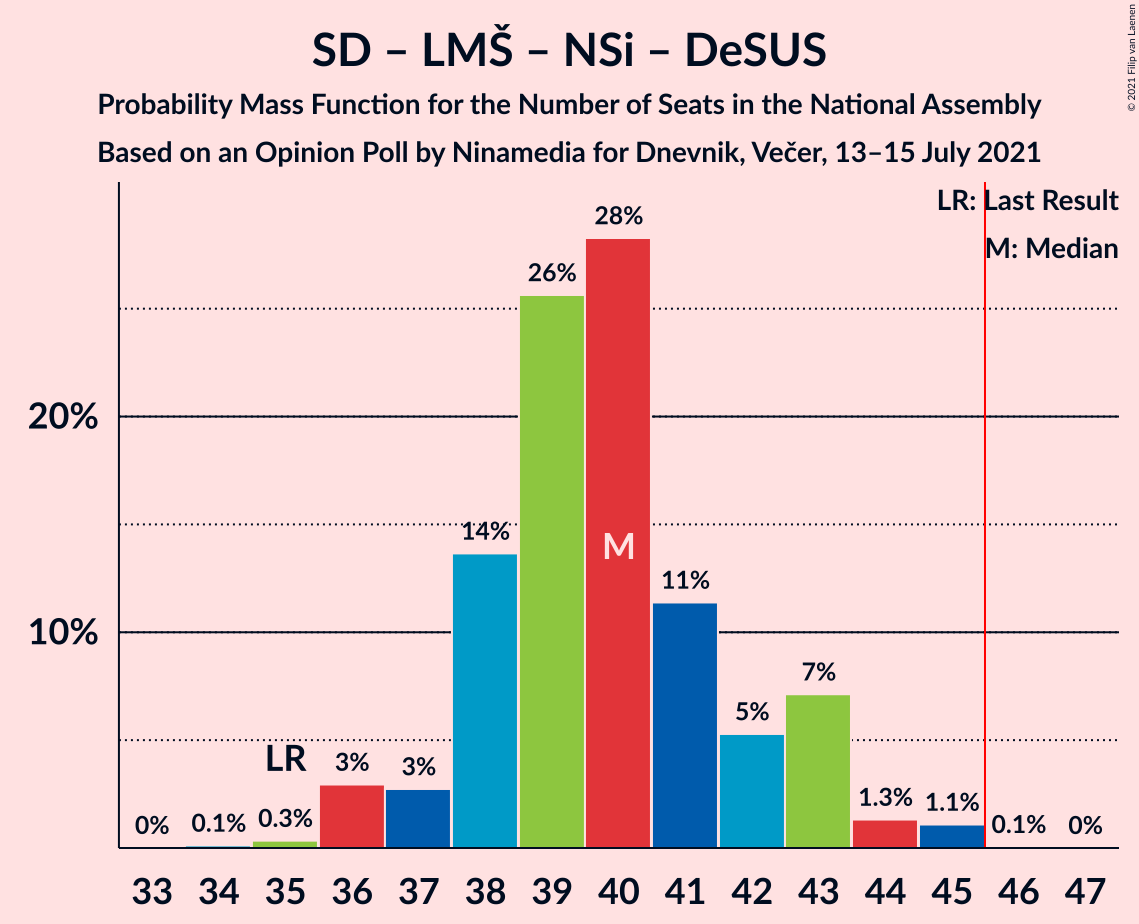 SD – LMŠ – NSi – DeSUS
Probability Mass Function for the Number of Seats in the National Assembly
Based on an Opinion Poll by Ninamedia for Dnevnik, Večer, 13–15 July 2021
© 2021 Filip van Laenen
LR: Last Result
M: Median
20%
10%
0%
0.1%
0.3%
LR
3%
3%
14%
26%
28%
M
11%
5%
7%
1.3%
1.1%
0.1%
0%
33 34 35 36 37 38 39 40 41 42 43 44 45 46 47